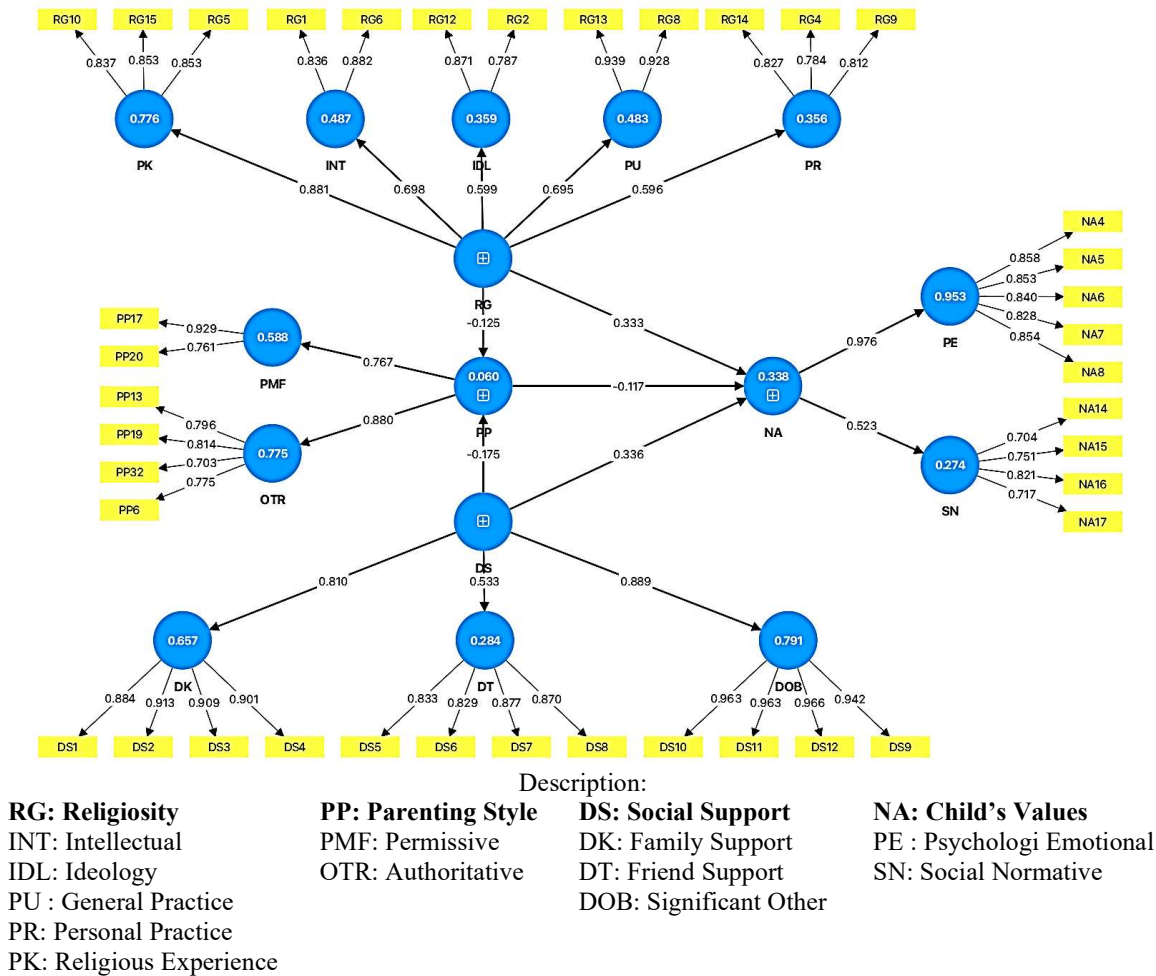 RG10 RG15 RG5 RG1 RG6 RG12 RG2 RG13 RG8 RG14 RG4 RG9
0.837 0.853 0.853 0.836 0.882 0.871 0.787 0.939 0.928 0.827 0.784 0.812
0.776 0.487 0.359 0.483 0.356
PK INT IDL PU PR
0.881 0.698 0.599 0.695 0.596
RG
NA4
0.858
NA5
0.853
0.953 0.840 NA6
0.828
NA7
PE 0.854
NA8
PP17
0.929
0.588
0.761
PP20
PMF
-0.125 0.333
0.976
0.767
0.060 -0.117 0.338
PP NA
0.880
0.523
PP13
0.796
PP19
0.814
0.775
0.703
PP32
0.775
OTR
PP6
NA14
0.704
NA15
0.751
0.274
0.821
NA16
0.717
SN
NA17
-0.175 0.336
DS
0.810 0.533 0.889
0.657 0.284 0.791
DK DT DOB
0.884 0.913 0.909 0.901 0.833 0.829 0.877 0.870 0.963 0.963 0.966 0.942
DS1 DS2 DS3 DS4 DS5 DS6 DS7 DS8 DS10 DS11 DS12 DS9
Description:
RG: Religiosity PP: Parenting Style DS: Social Support NA: Child’s Values
INT: Intellectual PMF: Permissive DK: Family Support PE : Psychologi Emotional
IDL: Ideology OTR: Authoritative DT: Friend Support SN: Social Normative
PU : General Practice DOB: Significant Other
PR: Personal Practice
PK: Religious Experience